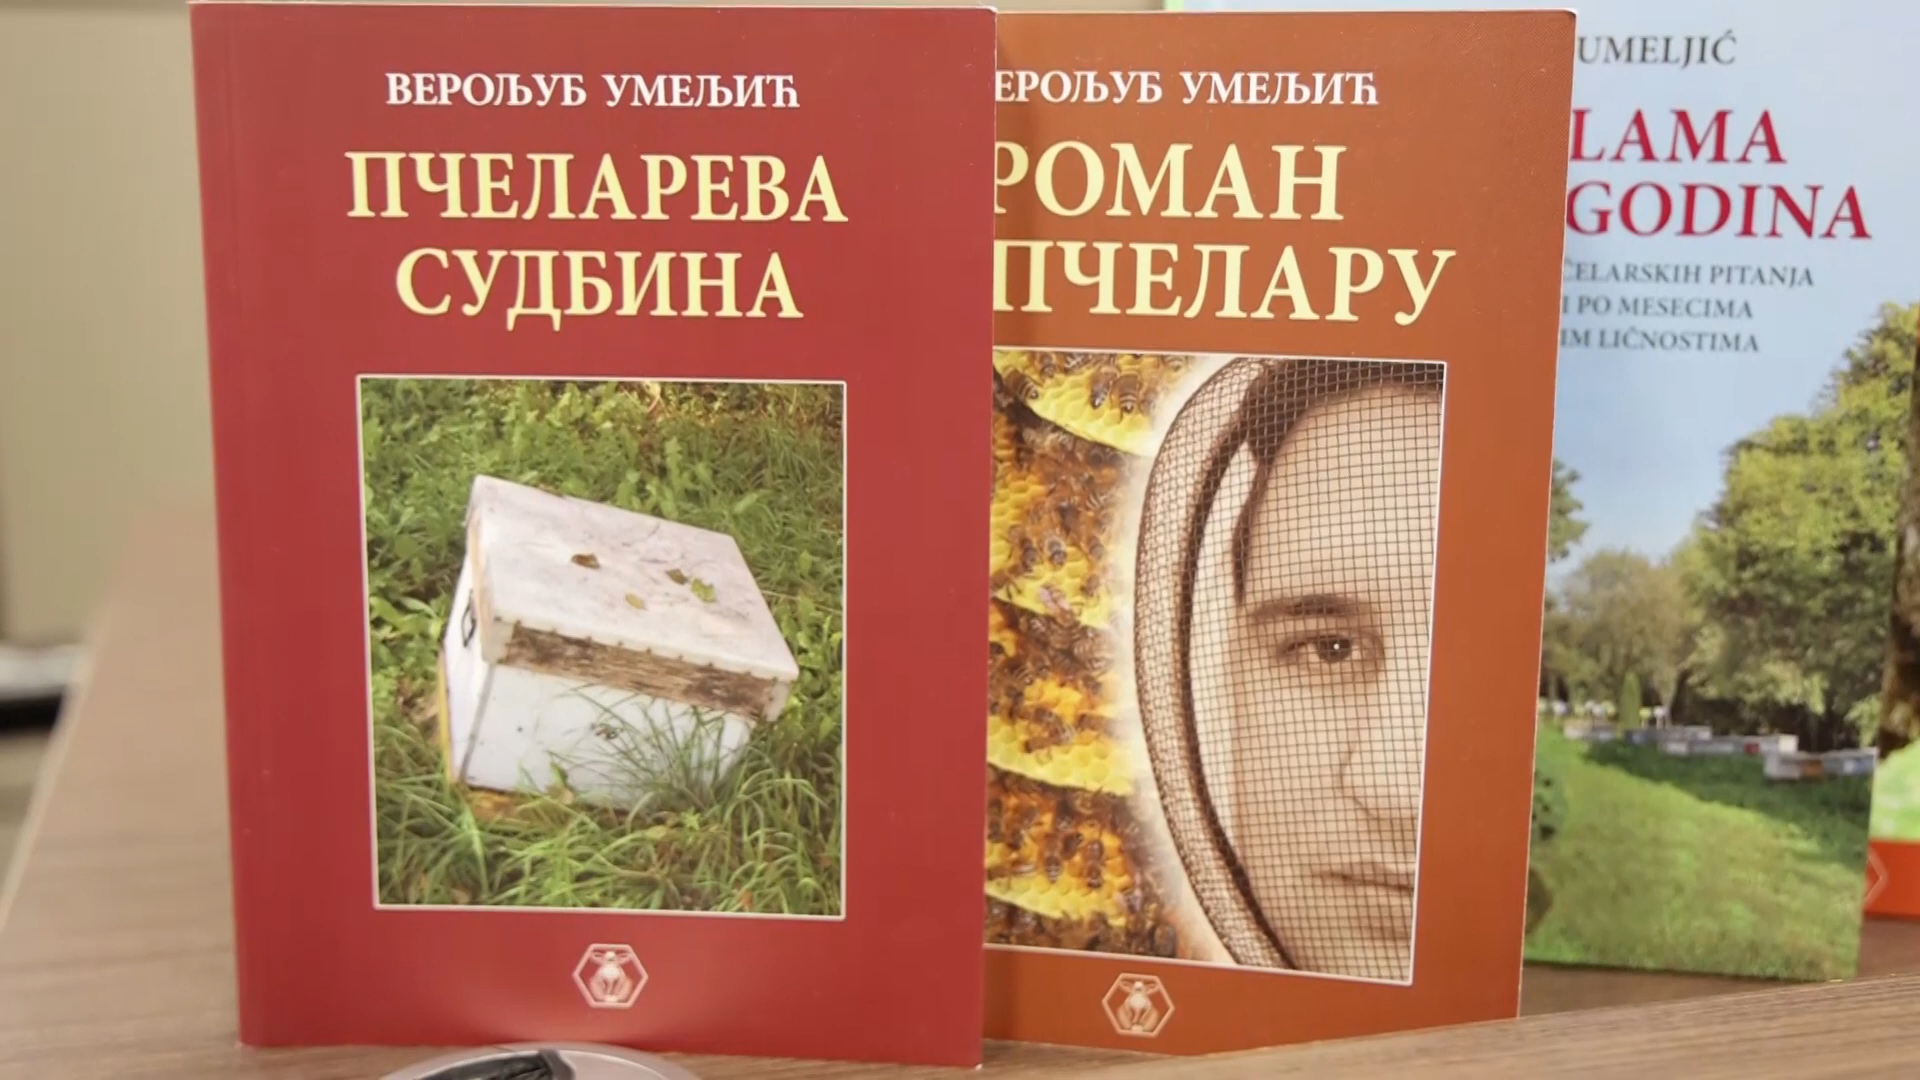 ВЕРОЉУБ УМЕЉИЋ
ПЧЕЛАРЕВА
СУДБИНА
ЕРОЉУБ УМЕЉИЋ
РОМАН
ПЧЕЛАРУ
UMELJIĆ
LAMA
GODINA
ČELARSKIH PITANJA
I PO MESECIMA
IM LIČNOSTIMA